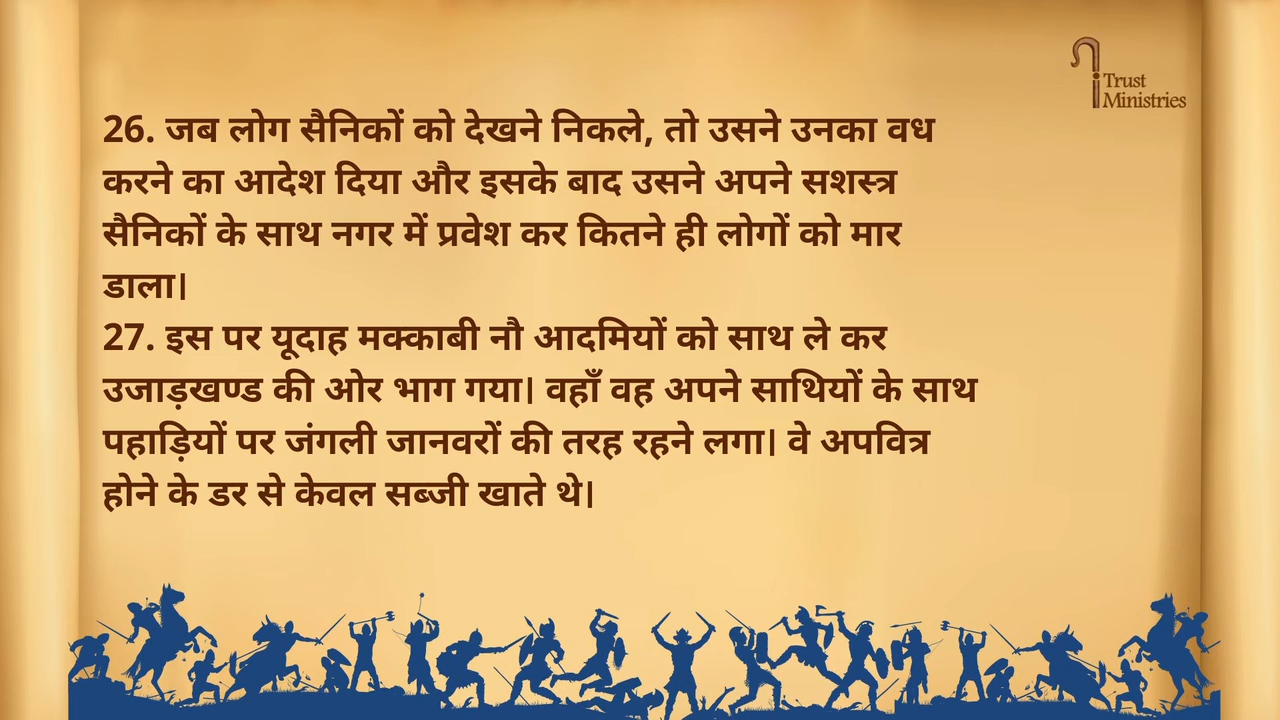 i Trust
Ministries
26. जब लोग सैनिकों को देखने निकले, तो उसने उनका वध
करने का आदेश दिया और इसके बाद उसने अपने सशस्त्र
सैनिकों के साथ नगर में प्रवेश कर कितने ही लोगों को मार
डाला।
27. इस पर यूदाह मक्काबी नौ आदमियों को साथ ले कर
उजाड़खण्ड की ओर भाग गया। वहाँ वह अपने साथियों के साथ
पहाड़ियों पर जंगली जानवरों की तरह रहने लगा। वे अपवित्र
होने के डर से केवल सब्जी खाते थे।